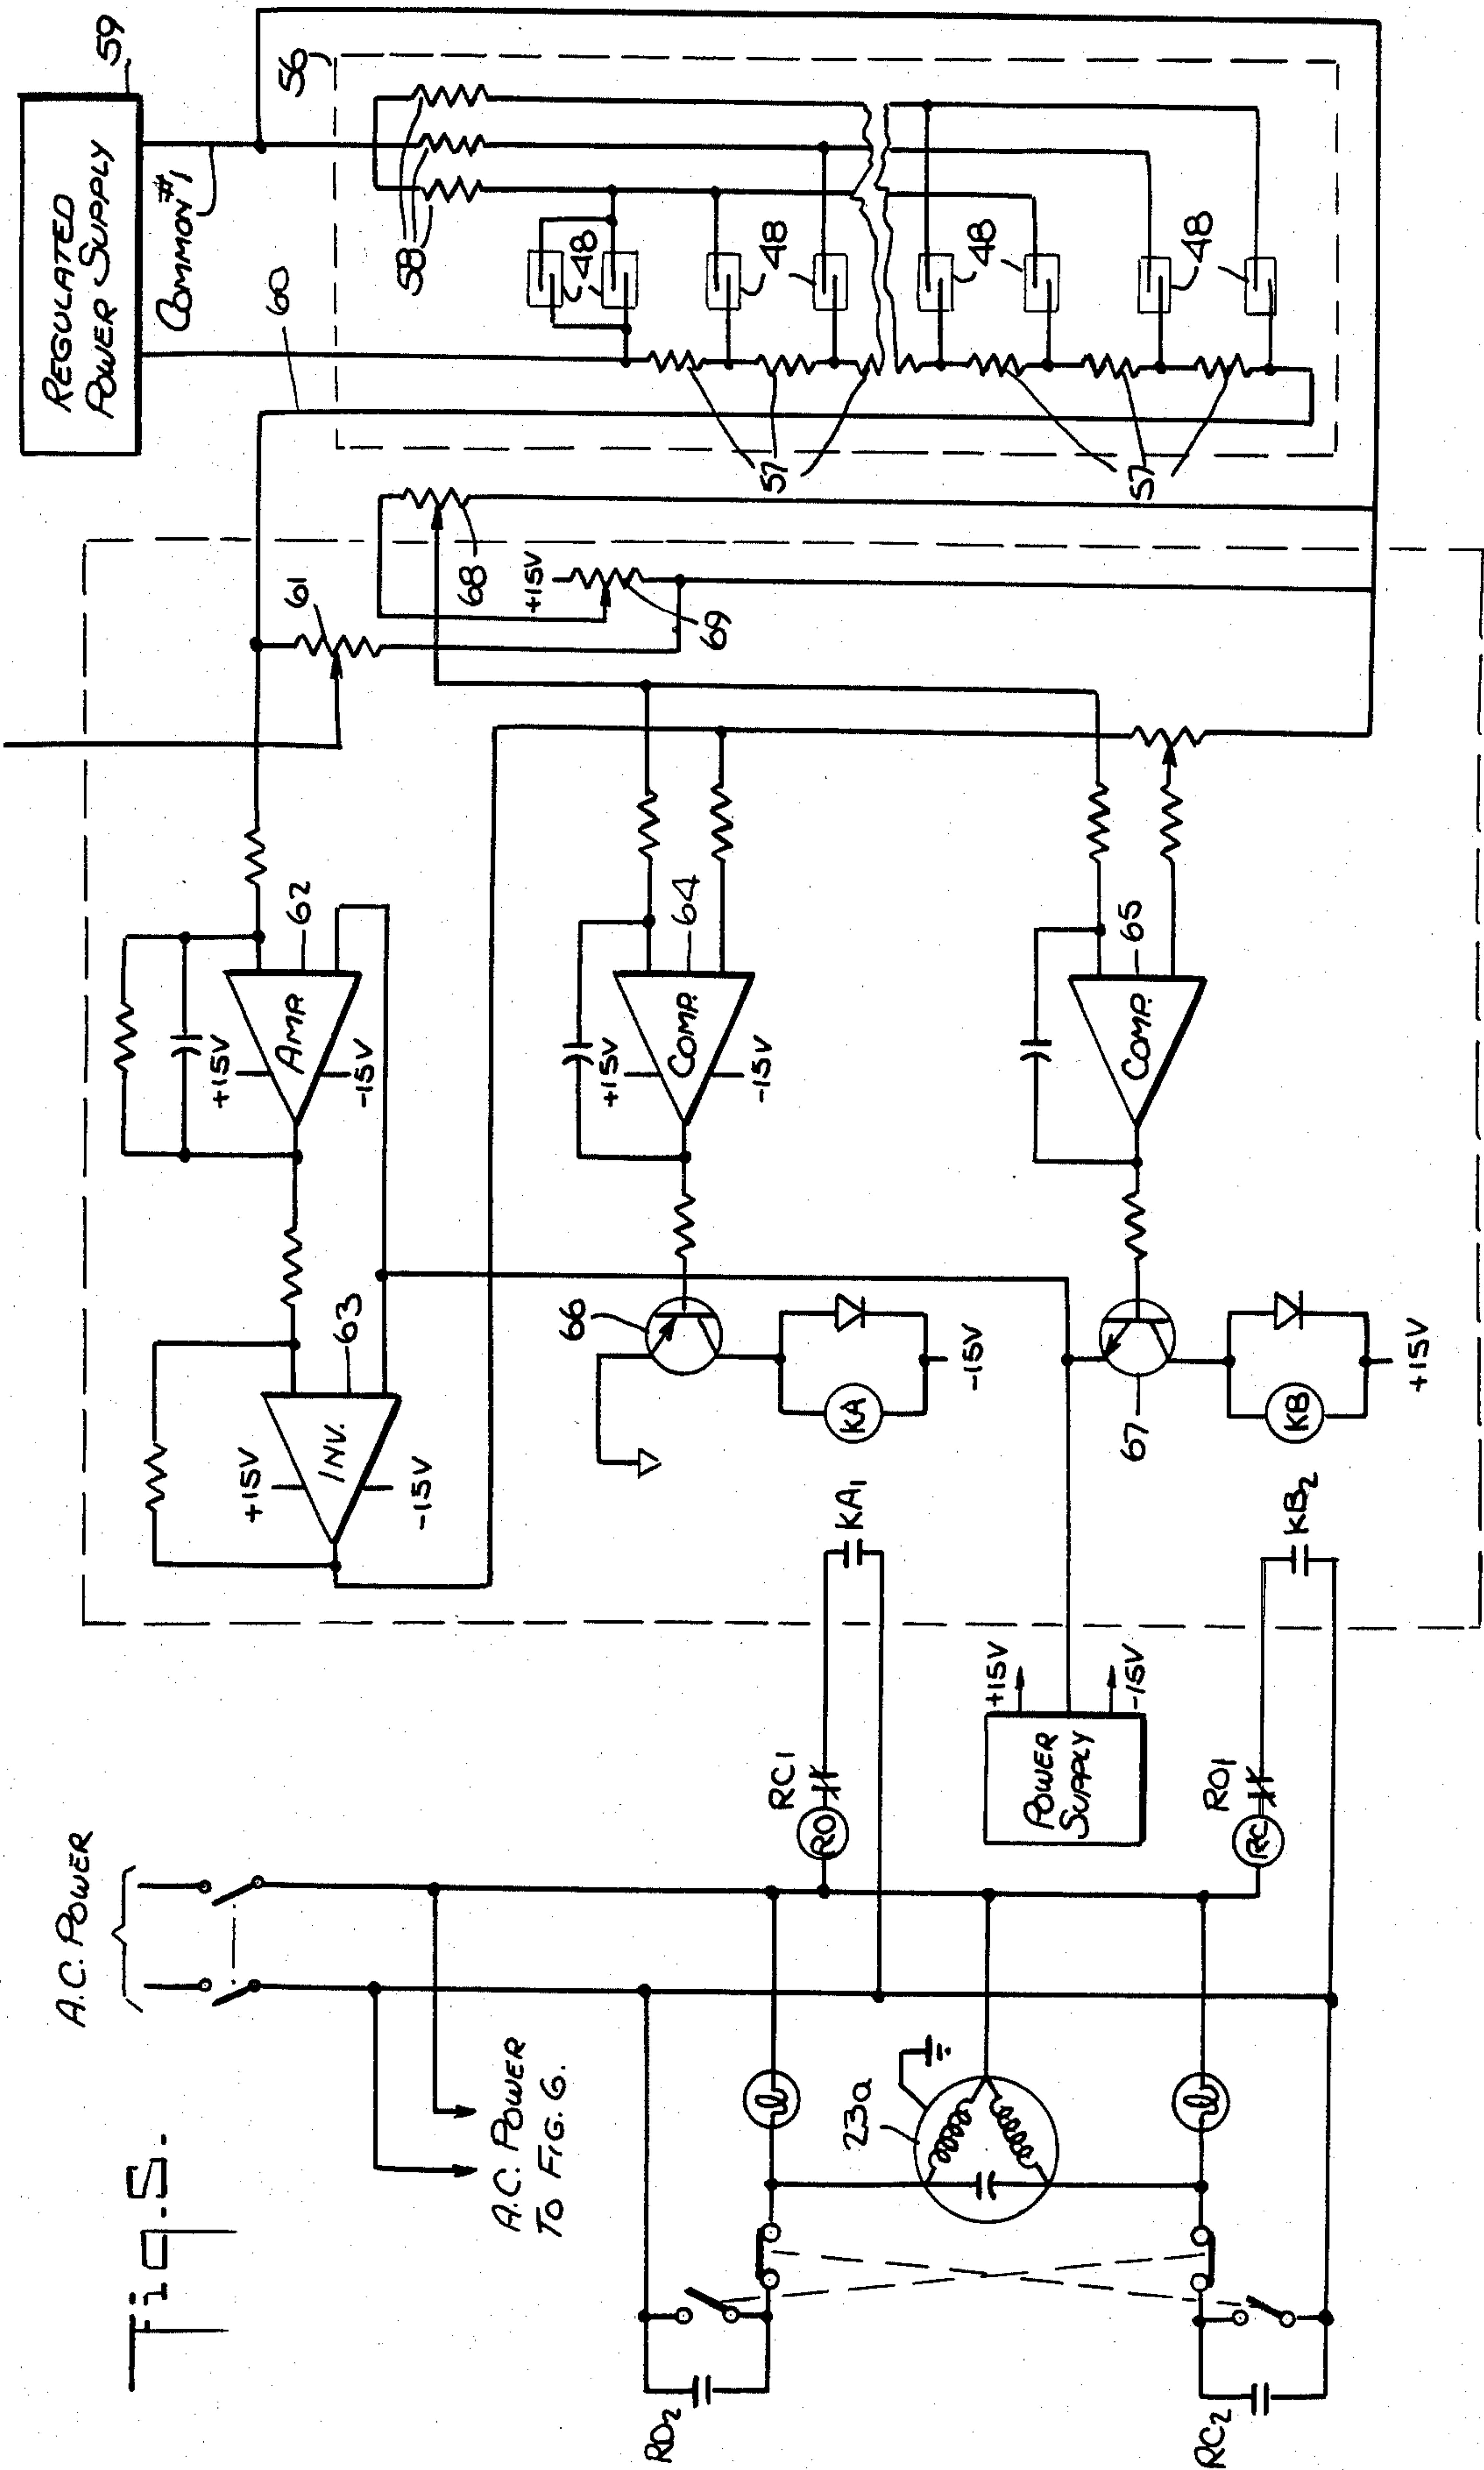 REGULATED
POWER SUPPLY
59
COMMON #1
56
60
58
48
48
48
48
57
57
61
68
+15V
69
62
AMP.
+15V
-15V
64
COMP.
+15V
-15V
65
COMP.
63
INV.
+15V
-15V
66
KA
-15V
67
KB
+15V
KA1
KB2
+15V
-15V
POWER
SUPPLY
RC1
RO
RO1
RC
A.C. POWER
A.C. POWER
TO FIG. 6.
23a
RO2
RC2
Fig. 5.